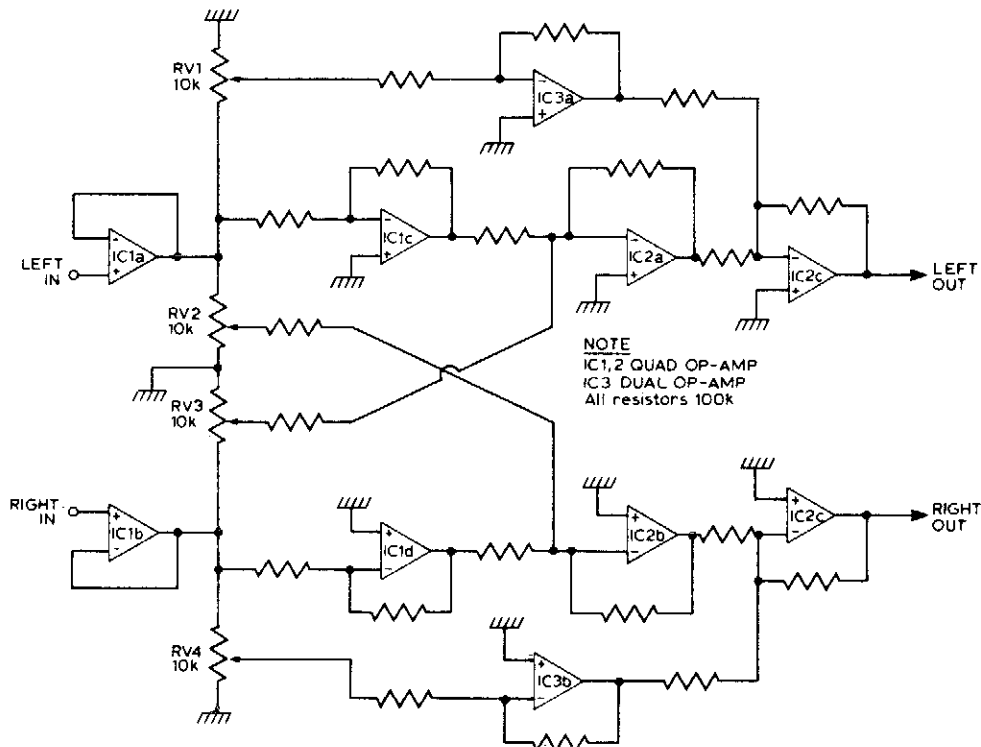 RV1
10k
-
+
IC3a
-
+
IC1c
-
+
IC2a
-
+
IC1a
LEFT
IN
-
+
IC2c
LEFT
OUT
RV2
10k
NOTE
IC1,2 QUAD OP-AMP
IC3 DUAL OP-AMP
All resistors 100k
RV3
10k
RIGHT
IN
+
-
IC1b
+
-
IC1d
+
-
IC2b
+
-
IC2c
RIGHT
OUT
RV4
10k
+
-
IC3b